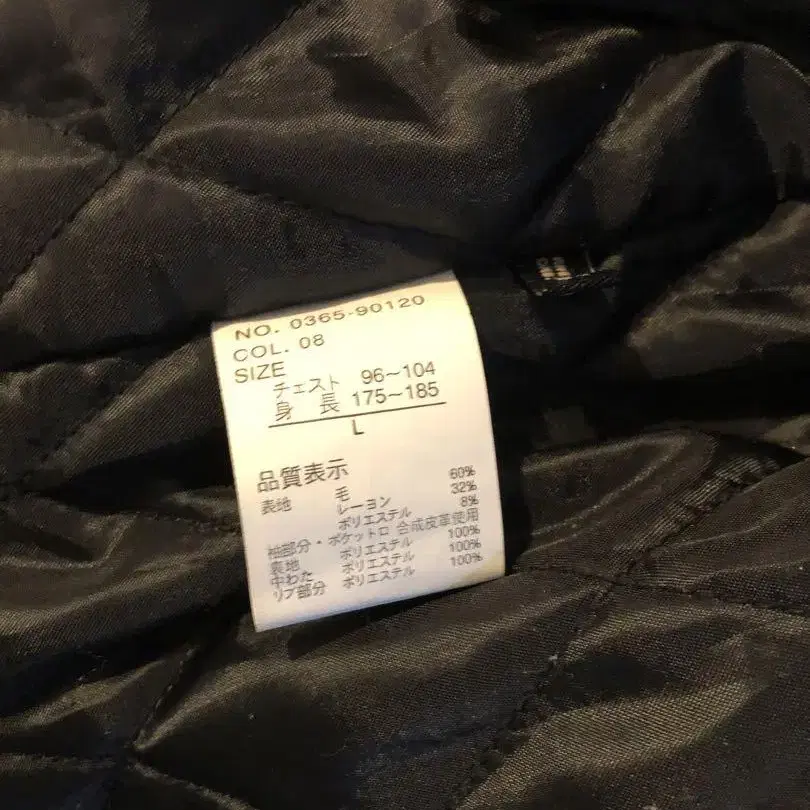 NO. 0365-90120
COL. 08
SIZE
チェスト 96~104
身 長 175~185
L
品質表示
表地 毛 60%
レーヨン 32%
ポリエステル 8%
袖部分・ポケット口 合成皮革使用
裏地 ポリエステル 100%
中わた ポリエステル 100%
リブ部分 ポリエステル 100%